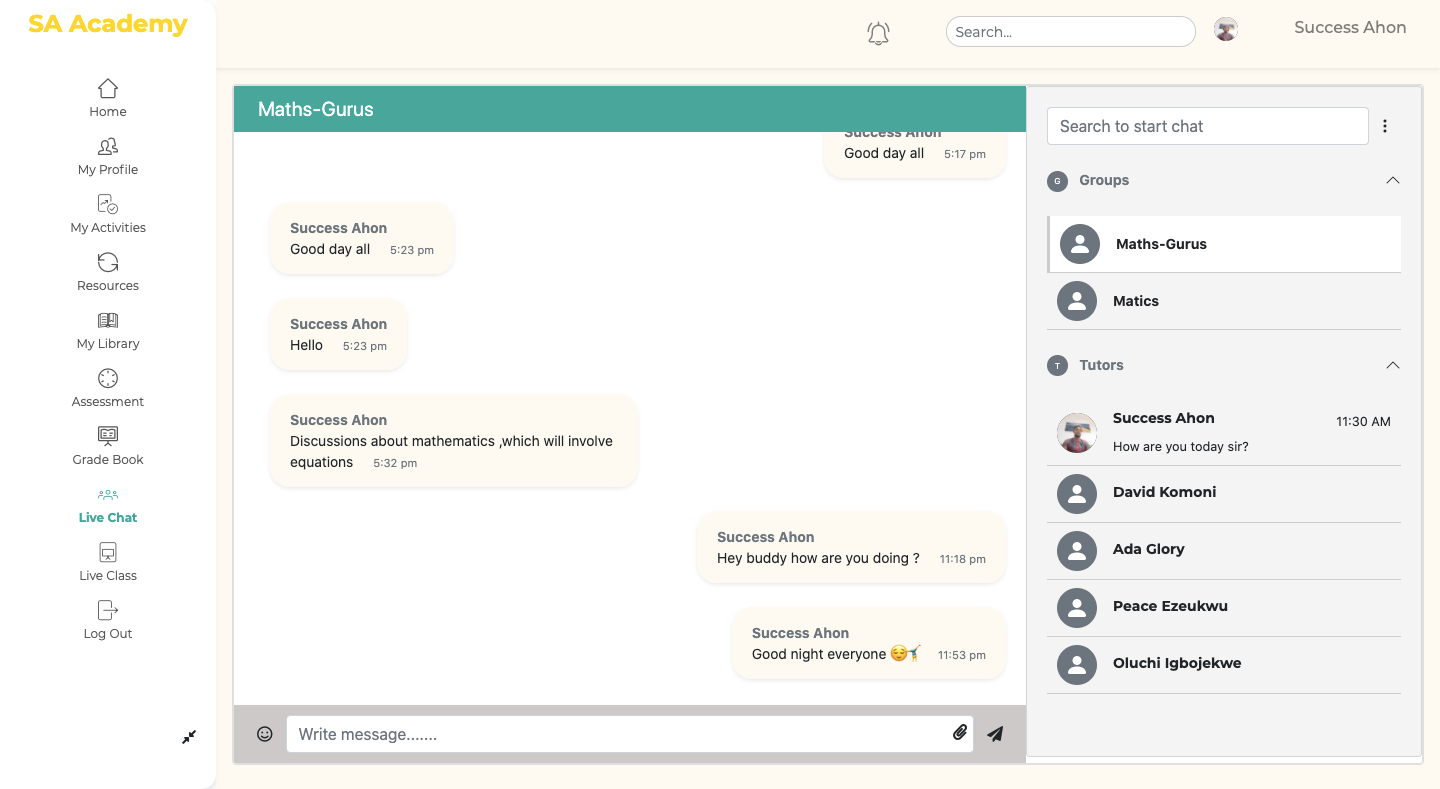 SA Academy
Home
My Profile
My Activities
Resources
My Library
Assessment
Grade Book
Live Chat
Live Class
Log Out
Search...
Success Ahon
Maths-Gurus
Success Ahon
Good day all 5:17 pm
Success Ahon
Good day all 5:23 pm
Success Ahon
Hello 5:23 pm
Success Ahon
Discussions about mathematics ,which will involve
equations 5:32 pm
Success Ahon
Hey buddy how are you doing ? 11:18 pm
Success Ahon
Good night everyone 😌🤸 11:53 pm
Write message.......
Search to start chat
G Groups
Maths-Gurus
Matics
T Tutors
Success Ahon 11:30 AM
How are you today sir?
David Komoni
Ada Glory
Peace Ezeukwu
Oluchi Igbojekwe